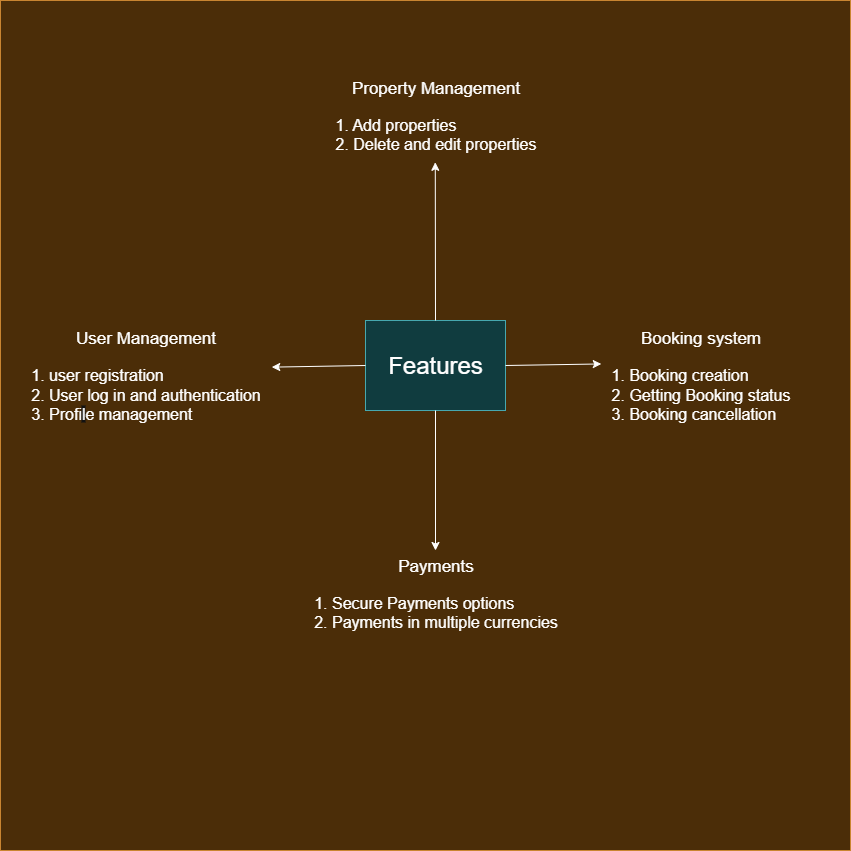 Property Management
1. Add properties
2. Delete and edit properties
User Management
1. user registration
2. User log in and authentication
3. Profile management
Features
Booking system
1. Booking creation
2. Getting Booking status
3. Booking cancellation
Payments
1. Secure Payments options
2. Payments in multiple currencies